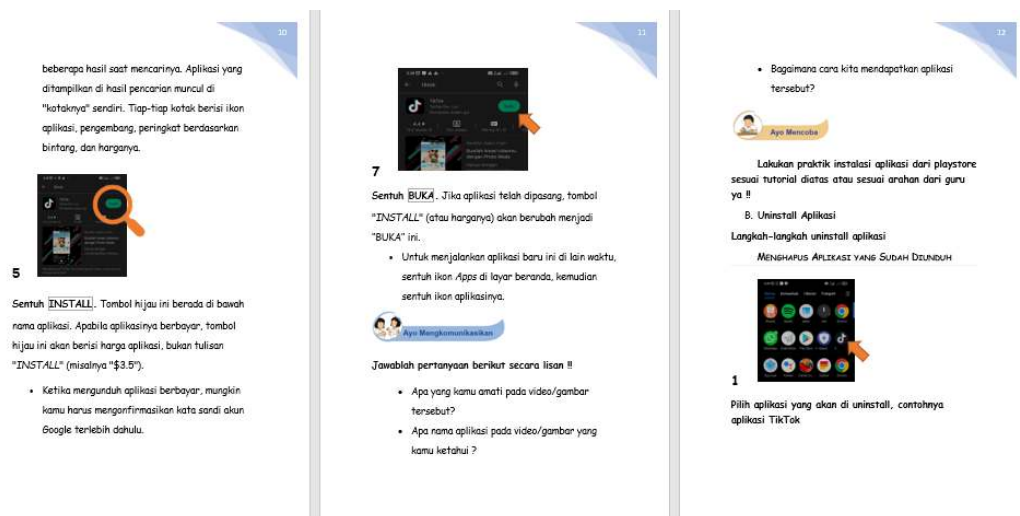 10
beberapa hasil saat mencarinya. Aplikasi yang
ditampilkan di hasil pencarian muncul di
"kotaknya" sendiri. Tiap-tiap kotak berisi ikon
aplikasi, pengembang, peringkat berdasarkan
bintang, dan harganya.
5
Sentuh INSTALL. Tombol hijau ini berada di bawah
nama aplikasi. Apabila aplikasinya berbayar, tombol
hijau ini akan berisi harga aplikasi, bukan tulisan
"INSTALL" (misalnya "$3.5").
• Ketika mengunduh aplikasi berbayar, mungkin
kamu harus mengonfirmasikan kata sandi akun
Google terlebih dahulu.
11
7
Sentuh BUKA. Jika aplikasi telah dipasang, tombol
"INSTALL" (atau harganya) akan berubah menjadi
"BUKA" ini.
• Untuk menjalankan aplikasi baru ini di lain waktu,
sentuh ikon Apps di layar beranda, kemudian
sentuh ikon aplikasinya.
Ayo Mengkomunikasikan
Jawablah pertanyaan berikut secara lisan !!
• Apa yang kamu amati pada video/gambar
tersebut?
• Apa nama aplikasi pada video/gambar yang
kamu ketahui ?
12
• Bagaimana cara kita mendapatkan aplikasi
tersebut?
Ayo Mencoba
Lakukan praktik instalasi aplikasi dari playstore
sesuai tutorial diatas atau sesuai arahan dari guru
ya !!
B. Uninstall Aplikasi
Langkah-langkah uninstall aplikasi
MENGHAPUS APLIKASI YANG SUDAH DIUNDUH
1
Pilih aplikasi yang akan di uninstall, contohnya
aplikasi TikTok